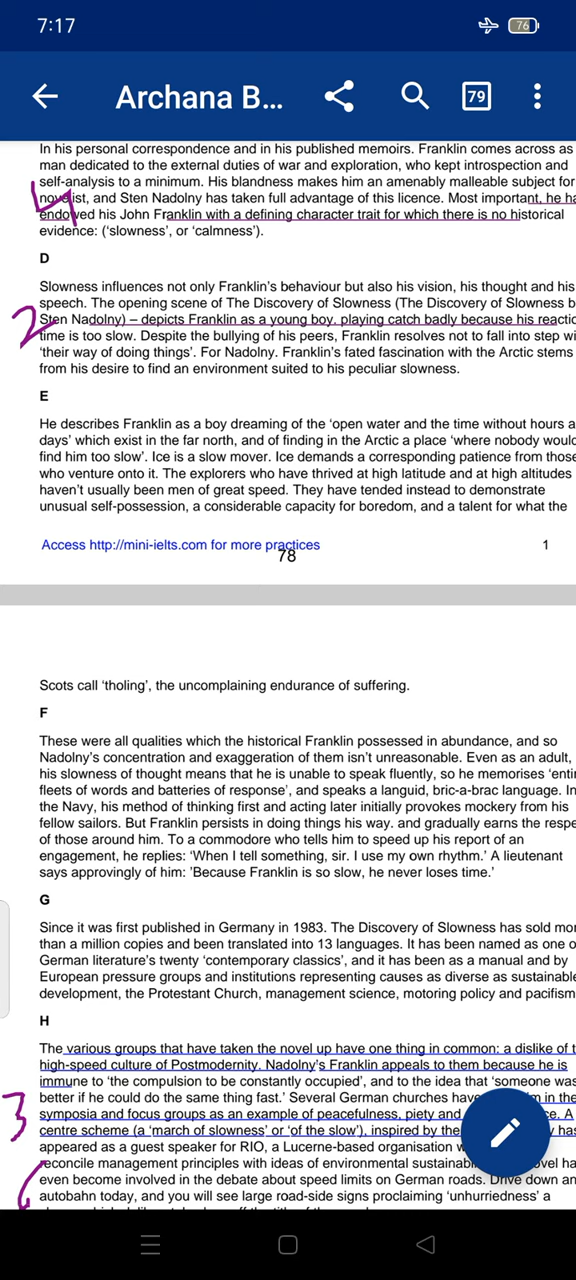 7:17
76
Archana B...
79
In his personal correspondence and in his published memoirs. Franklin comes across as
man dedicated to the external duties of war and exploration, who kept introspection and
self-analysis to a minimum. His blandness makes him an amenably malleable subject for
novelist, and Sten Nadolny has taken full advantage of this licence. Most important, he ha
4
endowed his John Franklin with a defining character trait for which there is no historical
evidence: ('slowness', or 'calmness').
D
Slowness influences not only Franklin's behaviour but also his vision, his thought and his
speech. The opening scene of The Discovery of Slowness (The Discovery of Slowness b
2
Sten Nadolny) – depicts Franklin as a young boy. playing catch badly because his reactio
time is too slow. Despite the bullying of his peers, Franklin resolves not to fall into step wi
'their way of doing things'. For Nadolny. Franklin's fated fascination with the Arctic stems
from his desire to find an environment suited to his peculiar slowness.
E
He describes Franklin as a boy dreaming of the 'open water and the time without hours a
days' which exist in the far north, and of finding in the Arctic a place 'where nobody would
find him too slow'. Ice is a slow mover. Ice demands a corresponding patience from those
who venture onto it. The explorers who have thrived at high latitude and at high altitudes
haven't usually been men of great speed. They have tended instead to demonstrate
unusual self-possession, a considerable capacity for boredom, and a talent for what the
Access http://mini-ielts.com for more practices
1
78
Scots call 'tholing', the uncomplaining endurance of suffering.
F
These were all qualities which the historical Franklin possessed in abundance, and so
Nadolny's concentration and exaggeration of them isn't unreasonable. Even as an adult,
his slowness of thought means that he is unable to speak fluently, so he memorises 'enti
fleets of words and batteries of response', and speaks a languid, bric-a-brac language. In
the Navy, his method of thinking first and acting later initially provokes mockery from his
fellow sailors. But Franklin persists in doing things his way. and gradually earns the respe
of those around him. To a commodore who tells him to speed up his report of an
engagement, he replies: 'When I tell something, sir. I use my own rhythm.' A lieutenant
says approvingly of him: 'Because Franklin is so slow, he never loses time.'
G
Since it was first published in Germany in 1983. The Discovery of Slowness has sold mor
than a million copies and been translated into 13 languages. It has been named as one o
German literature's twenty 'contemporary classics', and it has been as a manual and by
European pressure groups and institutions representing causes as diverse as sustainable
development, the Protestant Church, management science, motoring policy and pacifism
H
The various groups that have taken the novel up have one thing in common: a dislike of t
high-speed culture of Postmodernity. Nadolny's Franklin appeals to them because he is
immune to 'the compulsion to be constantly occupied', and to the idea that 'someone was
better if he could do the same thing fast.' Several German churches have in the
3
symposia and focus groups as an example of peacefulness, piety and A
centre scheme (a 'march of slowness' or 'of the slow'), inspired by the has
appeared as a guest speaker for RIO, a Lucerne-based organisation
reconcile management principles with ideas of environmental ha
even become involved in the debate about speed limits on German roads. Drive down an
autobahn today, and you will see large road-side signs proclaiming 'unhurriedness' a